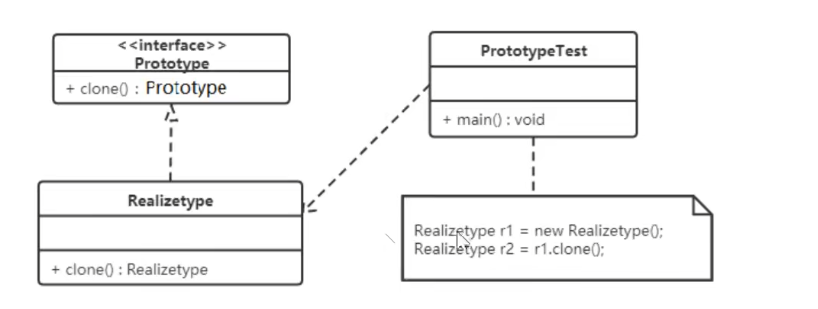 <<interface>>
Prototype
+ clone() : Prototype
PrototypeTest
+ main() : void
Realizetype
+ clone() : Realizetype
Realizetype r1 = new Realizetype();
Realizetype r2 = r1.clone();